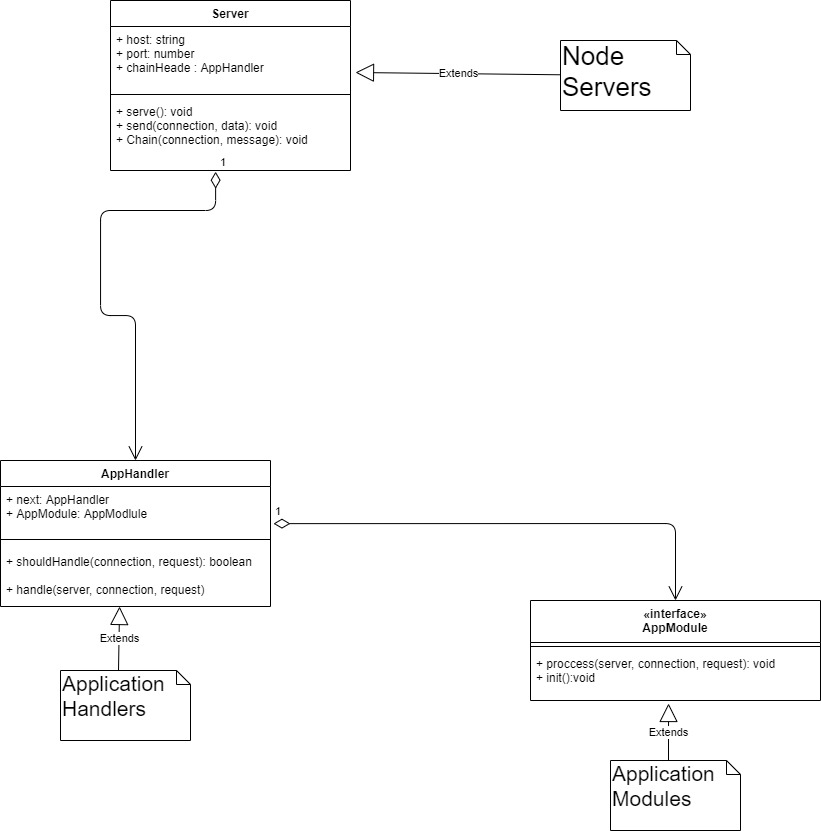 Server
+ host: string
+ port: number
+ chainHeade : AppHandler
+ serve(): void
+ send(connection, data): void
+ Chain(connection, message): void
1
Extends
Node
Servers
AppHandler
+ next: AppHandler
+ AppModule: AppModlule
+ shouldHandle(connection, request): boolean
+ handle(server, connection, request)
1
Extends
Application
Handlers
«interface»
AppModule
+ proccess(server, connection, request): void
+ init():void
Extends
Application
Modules